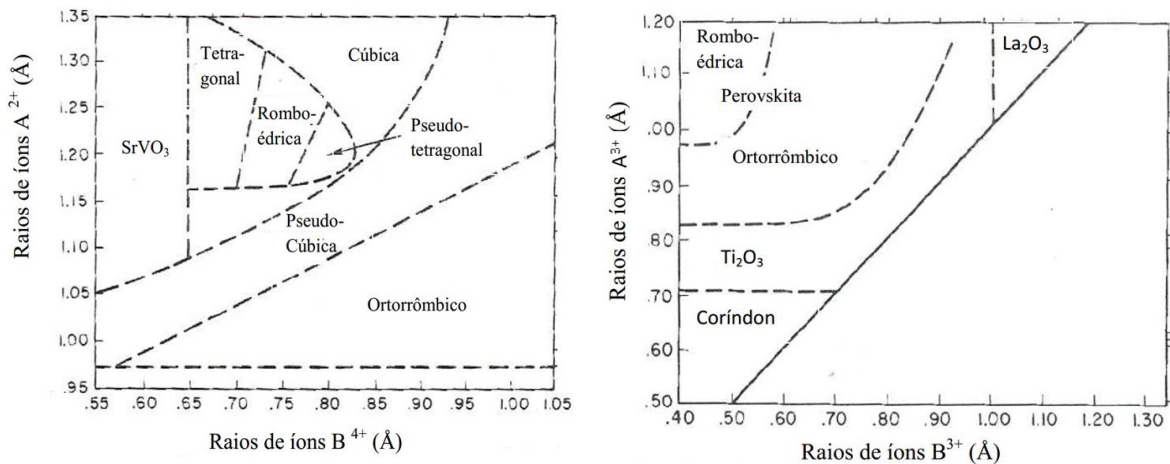 1.35
1.30
1.25
1.20
1.15
1.10
1.05
1.00
.95
Raios de íons A 2+ (Å)
Tetra-
gonal
Cúbica
SrVO3
Rombo-
édrica
Pseudo-
tetragonal
Pseudo-
Cúbica
Ortorrômbico
.55 .65 .70 .75 .80 .85 .90 .95 1.00 1.05
Raios de íons B 4+ (Å)
1.20
1.10
.00
.90
.80
.70
.60
.50
Raios de íons A3+ (Å)
Rombo-
édrica
La2O3
Perovskita
Ortorrômbico
Ti2O3
Coríndon
.40 .50 .60 .70 .80 .90 1.00 1.10 1.20 1.30
Raios de íons B3+ (Å)